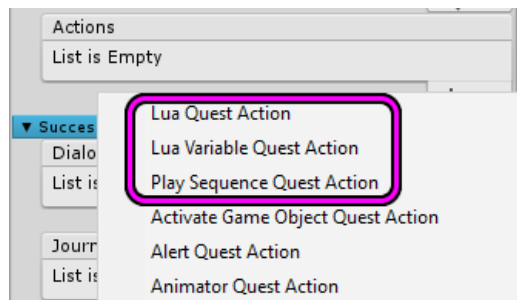 Actions
List is Empty
Lua Quest Action
Succes
Lua Variable Quest Action
Dialo
Play Sequence Quest Action
List is
Activate Game Object Quest Action
Alert Quest Action
Journ
Animator Quest Action
List is